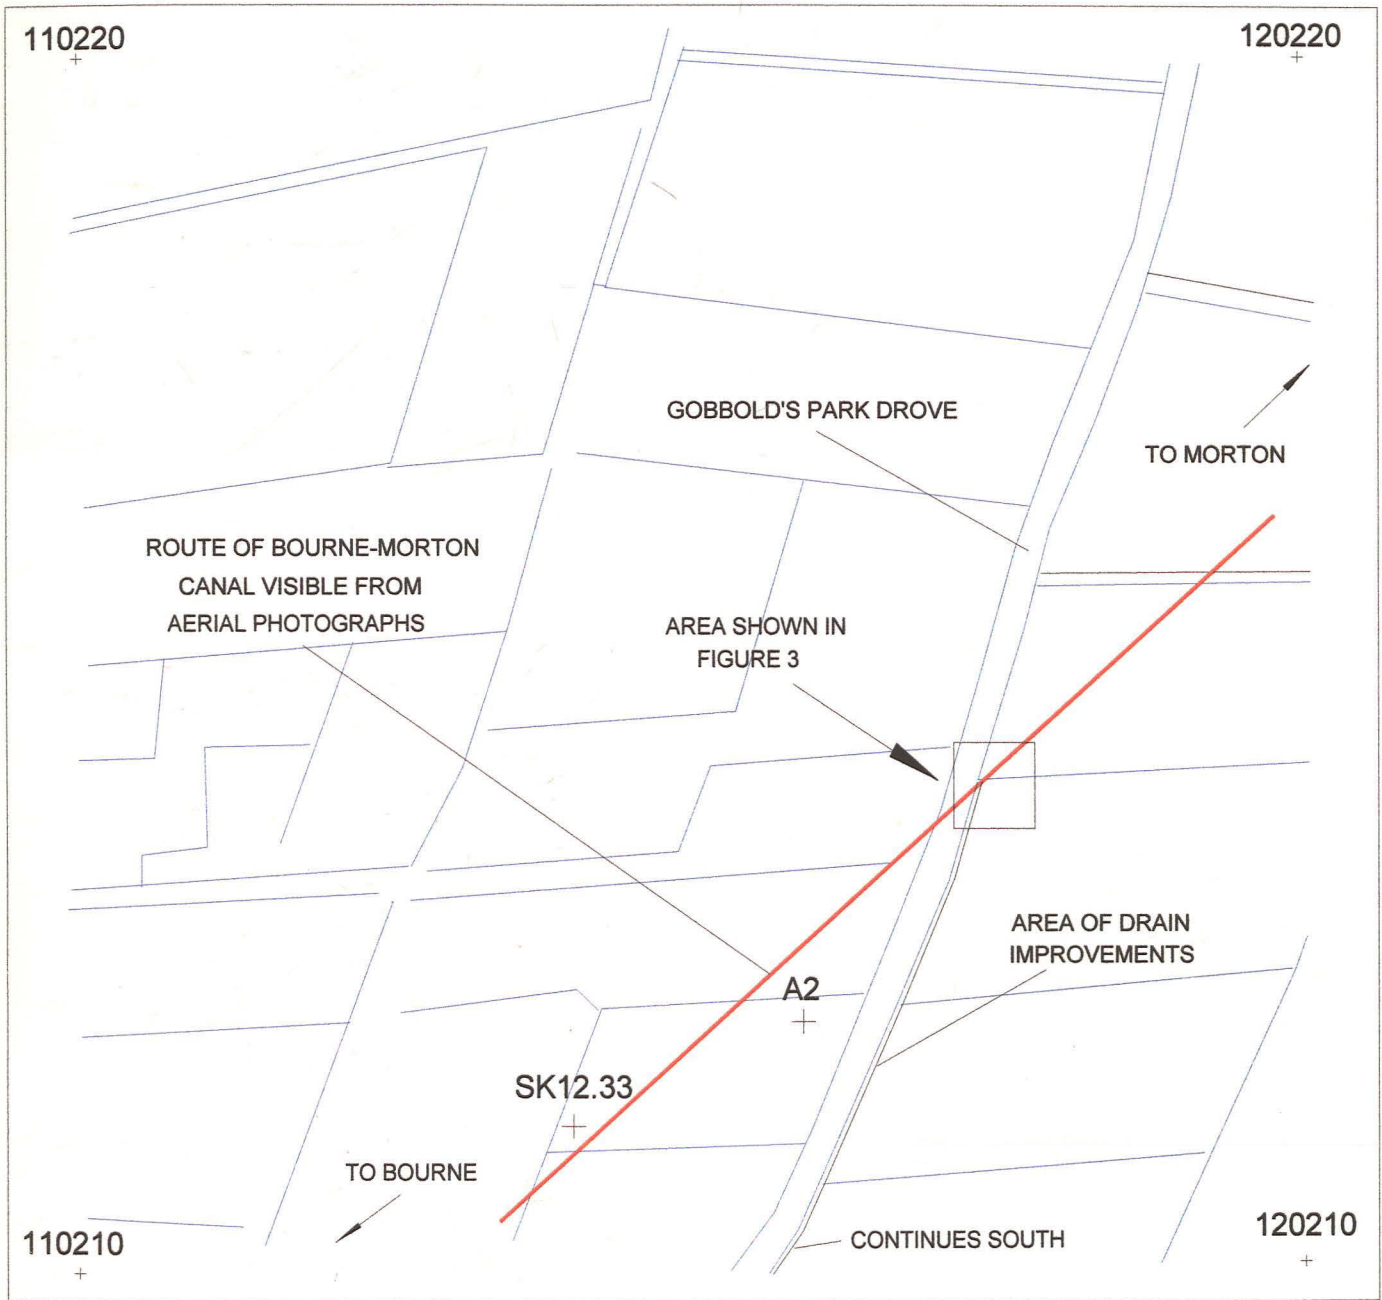 110220
120220
GOBBOLD'S PARK DROVE
TO MORTON
ROUTE OF BOURNE-MORTON
CANAL VISIBLE FROM
AERIAL PHOTOGRAPHS
AREA SHOWN IN
FIGURE 3
AREA OF DRAIN
IMPROVEMENTS
A2
SK12.33
TO BOURNE
CONTINUES SOUTH
110210
120210